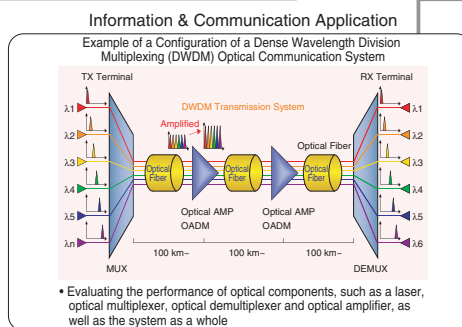 Information & Communication Application
Example of a Configuration of a Dense Wavelength Division
Multiplexing (DWDM) Optical Communication System
TX Terminal
RX Terminal
DWDM Transmission System
Amplified
Optical Fiber
λ1
λ2
λ3
λ4
λ5
λn
Optical
Fiber
Optical
Fiber
Optical
Fiber
λ1
λ2
λ3
λ4
λ5
λ6
Optical AMP
OADM
Optical AMP
OADM
100 km~
100 km~
100 km~
MUX
DEMUX
• Evaluating the performance of optical components, such as a laser,
optical multiplexer, optical demultiplexer and optical amplifier, as
well as the system as a whole